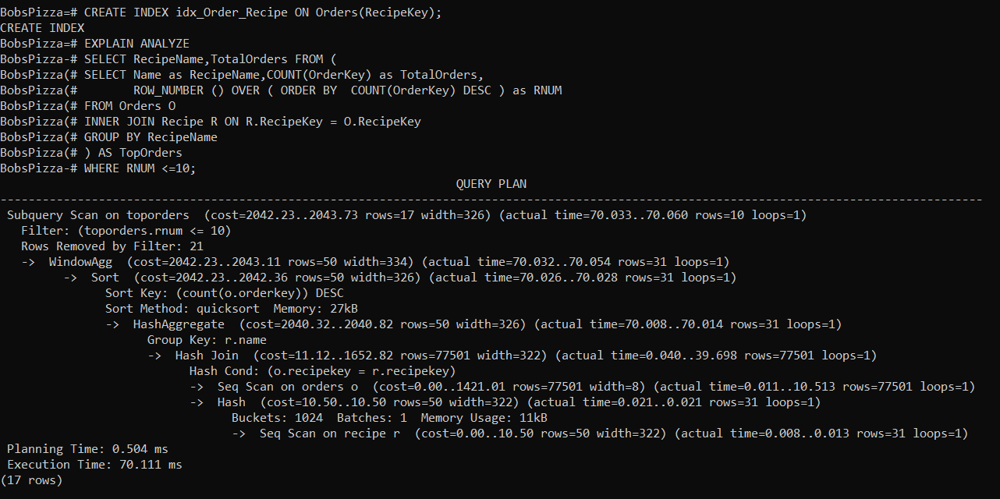 BobsPizza=# CREATE INDEX idx_Order_Recipe ON Orders(RecipeKey);
CREATE INDEX
BobsPizza=# EXPLAIN ANALYZE
BobsPizza-# SELECT RecipeName,TotalOrders FROM (
BobsPizza(# SELECT Name as RecipeName,COUNT(OrderKey) as TotalOrders,
BobsPizza(#        ROW_NUMBER () OVER ( ORDER BY  COUNT(OrderKey) DESC ) as RNUM
BobsPizza(# FROM Orders O
BobsPizza(# INNER JOIN Recipe R ON R.RecipeKey = O.RecipeKey
BobsPizza(# GROUP BY RecipeName
BobsPizza(# ) AS TopOrders
BobsPizza-# WHERE RNUM <=10;
                                                                 QUERY PLAN
--------------------------------------------------------------------------------------------------------------------------------------------
 Subquery Scan on toporders  (cost=2042.23..2043.73 rows=17 width=326) (actual time=70.033..70.060 rows=10 loops=1)
   Filter: (toporders.rnum <= 10)
   Rows Removed by Filter: 21
   ->  WindowAgg  (cost=2042.23..2043.11 rows=50 width=334) (actual time=70.032..70.054 rows=31 loops=1)
         ->  Sort  (cost=2042.23..2042.36 rows=50 width=326) (actual time=70.026..70.028 rows=31 loops=1)
               Sort Key: (count(o.orderkey)) DESC
               Sort Method: quicksort  Memory: 27kB
               ->  HashAggregate  (cost=2040.32..2040.82 rows=50 width=326) (actual time=70.008..70.014 rows=31 loops=1)
                     Group Key: r.name
                     ->  Hash Join  (cost=11.12..1652.82 rows=77501 width=322) (actual time=0.040..39.698 rows=77501 loops=1)
                           Hash Cond: (o.recipekey = r.recipekey)
                           ->  Seq Scan on orders o  (cost=0.00..1421.01 rows=77501 width=8) (actual time=0.011..10.513 rows=77501 loops=1)
                           ->  Hash  (cost=10.50..10.50 rows=50 width=322) (actual time=0.021..0.021 rows=31 loops=1)
                                 Buckets: 1024  Batches: 1  Memory Usage: 11kB
                                 ->  Seq Scan on recipe r  (cost=0.00..10.50 rows=50 width=322) (actual time=0.008..0.013 rows=31 loops=1)
 Planning Time: 0.504 ms
 Execution Time: 70.111 ms
(17 rows)